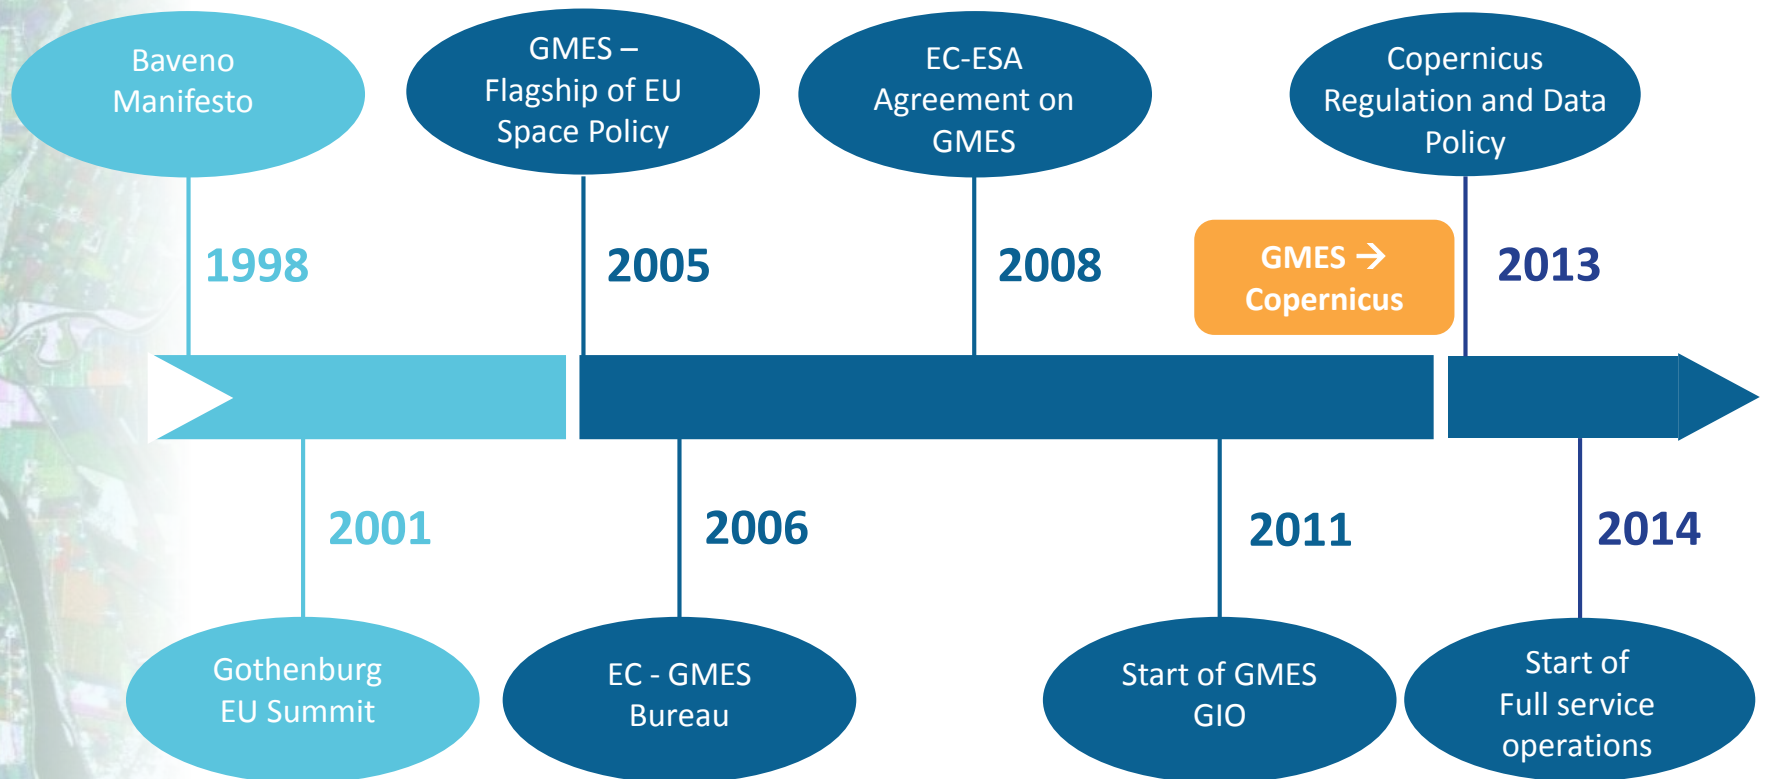 Baveno
Manifesto
GMES –
Flagship of EU
Space Policy
EC-ESA
Agreement on
GMES
Copernicus
Regulation and Data
Policy
1998
2005
2008
GMES →
Copernicus
2013
2001
2006
2011
2014
Gothenburg
EU Summit
EC - GMES
Bureau
Start of GMES
GIO
Start of
Full service
operations